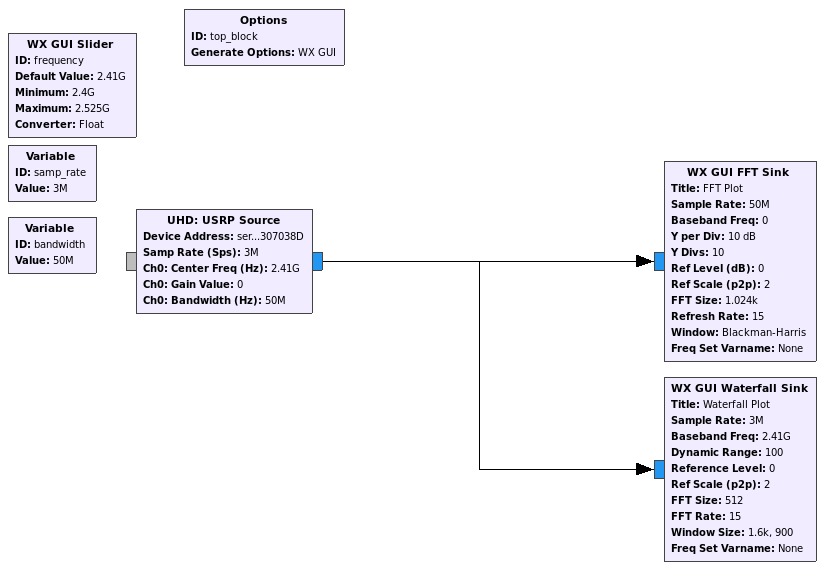 Options
ID: top_block
Generate Options: WX GUI
WX GUI Slider
ID: frequency
Default Value: 2.41G
Minimum: 2.4G
Maximum: 2.525G
Converter: Float
Variable
ID: samp_rate
Value: 3M
Variable
ID: bandwidth
Value: 50M
UHD: USRP Source
Device Address: ser...307038D
Samp Rate (Sps): 3M
Ch0: Center Freq (Hz): 2.41G
Ch0: Gain Value: 0
Ch0: Bandwidth (Hz): 50M
WX GUI FFT Sink
Title: FFT Plot
Sample Rate: 50M
Baseband Freq: 0
Y per Div: 10 dB
Y Divs: 10
Ref Level (dB): 0
Ref Scale (p2p): 2
FFT Size: 1.024k
Refresh Rate: 15
Window: Blackman-Harris
Freq Set Varname: None
WX GUI Waterfall Sink
Title: Waterfall Plot
Sample Rate: 3M
Baseband Freq: 2.41G
Dynamic Range: 100
Reference Level: 0
Ref Scale (p2p): 2
FFT Size: 512
FFT Rate: 15
Window Size: 1.6k, 900
Freq Set Varname: None